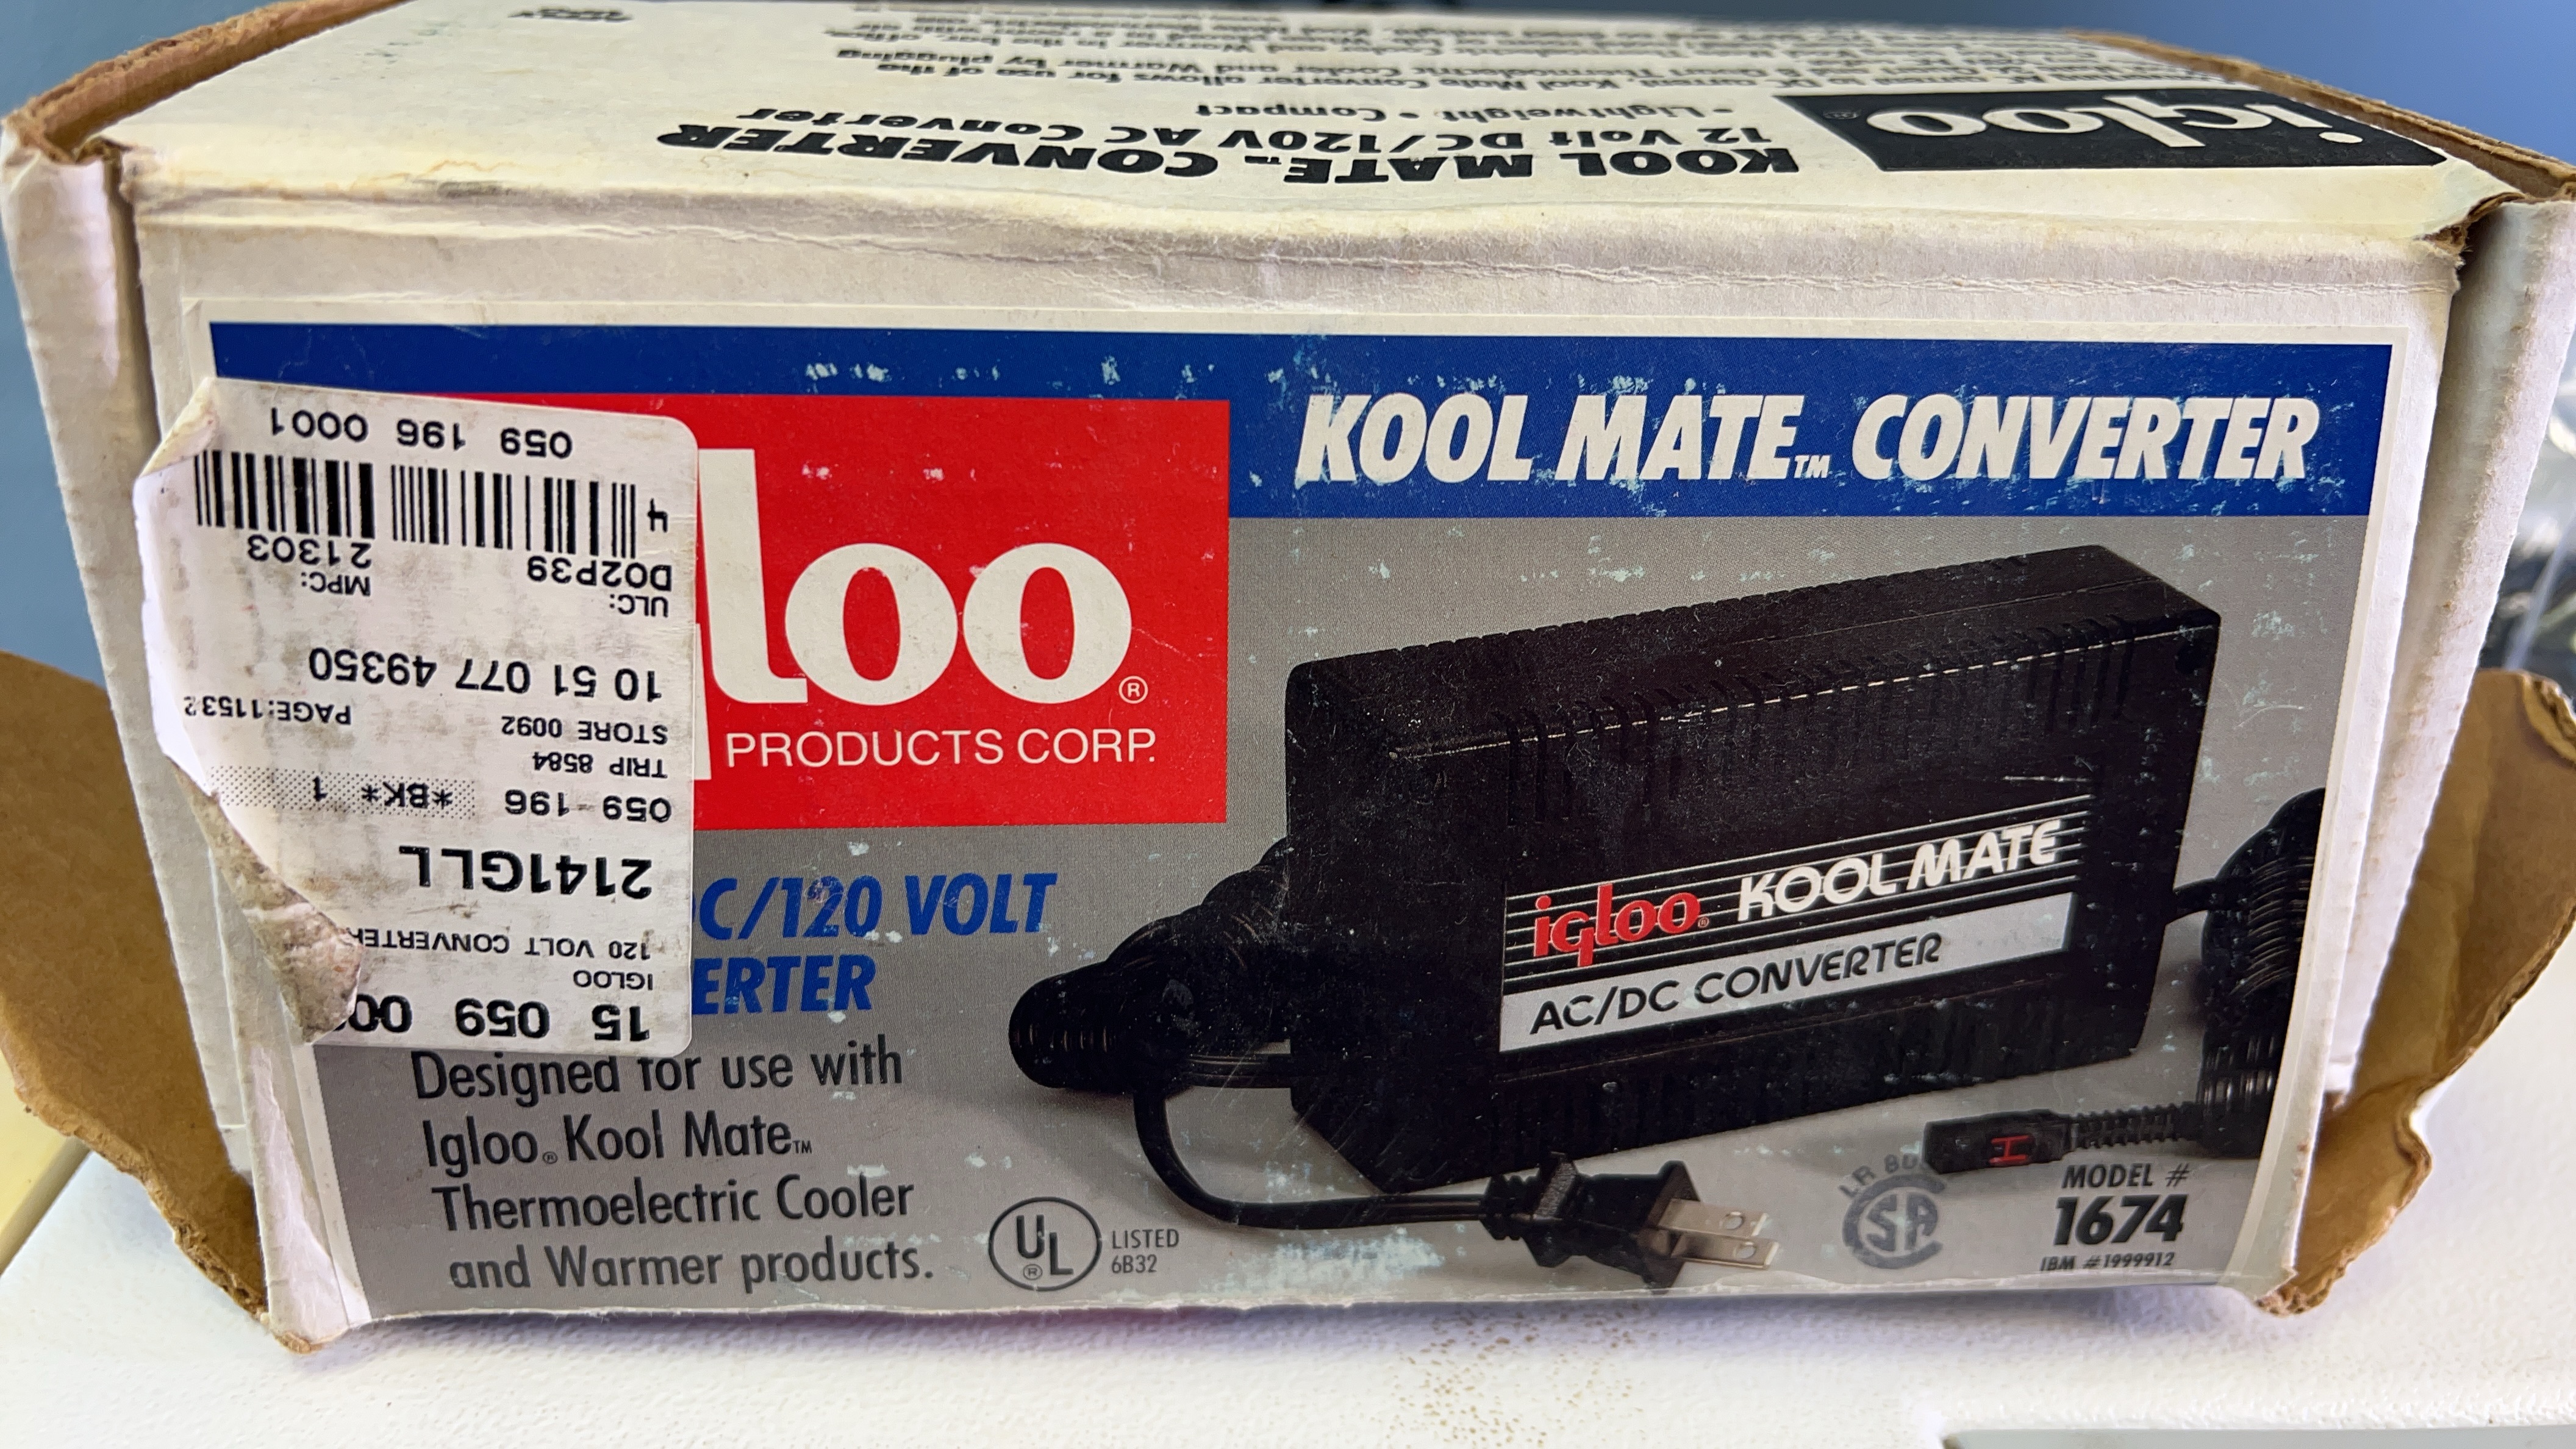 igloo
KOOL MATE™ CONVERTER
12 Volt DC/120V AC Converter
• Lightweight • Compact
KOOL MATE™ CONVERTER
loo®
PRODUCTS CORP.
C/120 VOLT
ERTER
Designed for use with
Igloo® Kool Mate™
Thermoelectric Cooler
and Warmer products.
UL® LISTED
6B32
igloo® KOOL MATE
AC/DC CONVERTER
MODEL #
1674
IBM #1999912
15 059 00
IGLOO
120 VOLT CONVERTER
2141GLL
059 196 *BK* 1
TRIP 8584
STORE 0092 PAGE:11532
10 51 077 49350
ULC: MPC:
D02P39 21303
4
059 196 0001